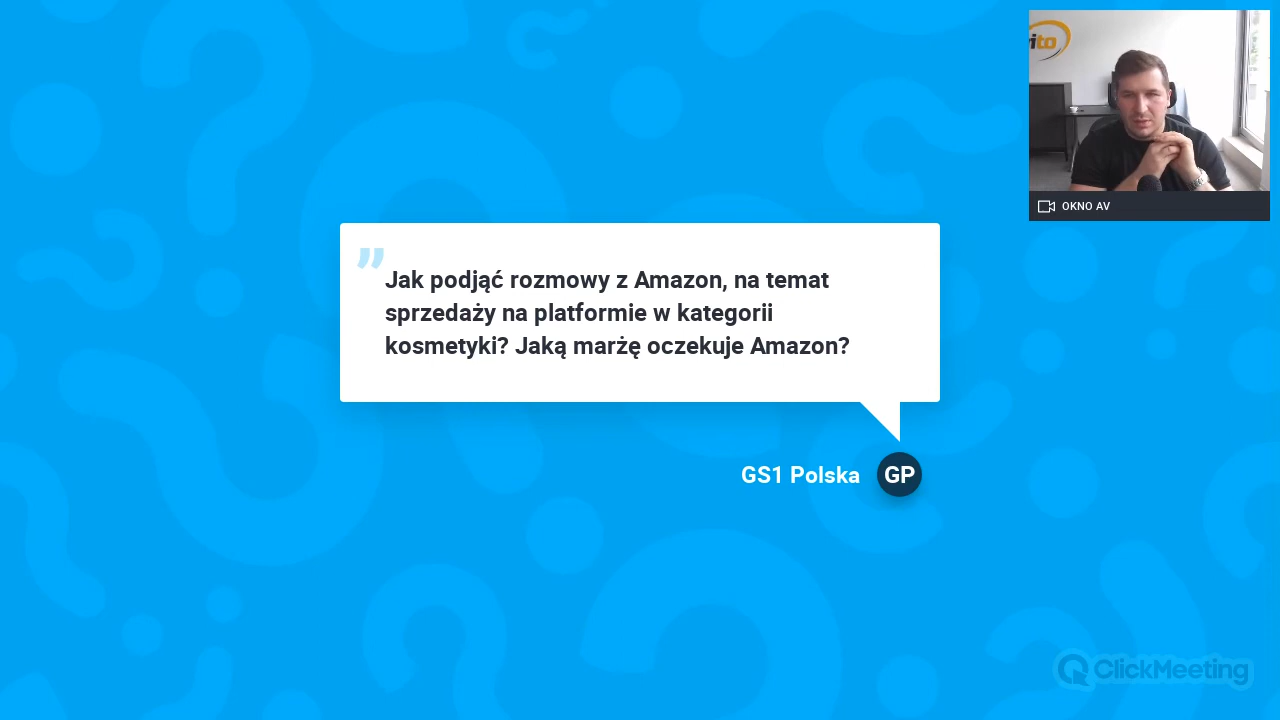 ito
OKNO AV
”
Jak podjąć rozmowy z Amazon, na temat
sprzedaży na platformie w kategorii
kosmetyki? Jaką marżę oczekuje Amazon?
GS1 Polska
GP
ClickMeeting